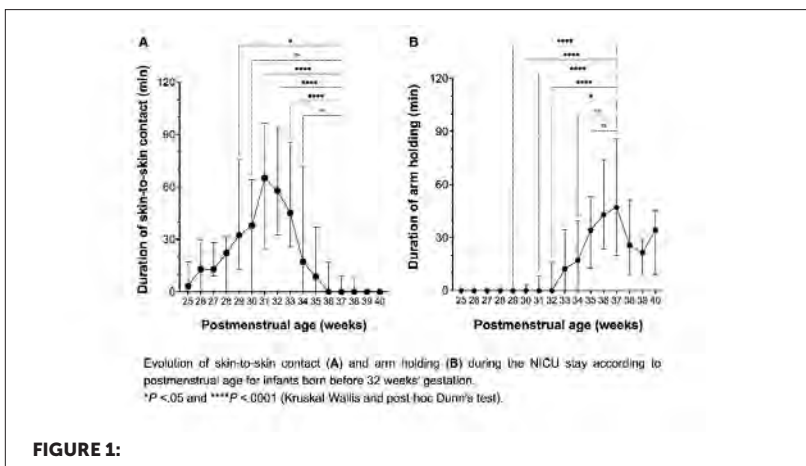 A
B
*
****
ns
****
****
****
****
****
****
*
ns
ns
ns
Duration of skin-to-skin contact (min)
120
90
60
30
0
25 26 27 28 29 30 31 32 33 34 35 36 37 38 39 40
Postmenstrual age (weeks)
Duration of arm holding (min)
120
90
60
30
0
25 26 27 28 29 30 31 32 33 34 35 36 37 38 39 40
Postmenstrual age (weeks)
Evolution of skin-to-skin contact (A) and arm holding (B) during the NICU stay according to
postmenstrual age for infants born before 32 weeks' gestation.
*P <.05 and ****P <.0001 (Kruskal Wallis and post-hoc Dunn's test).
FIGURE 1: